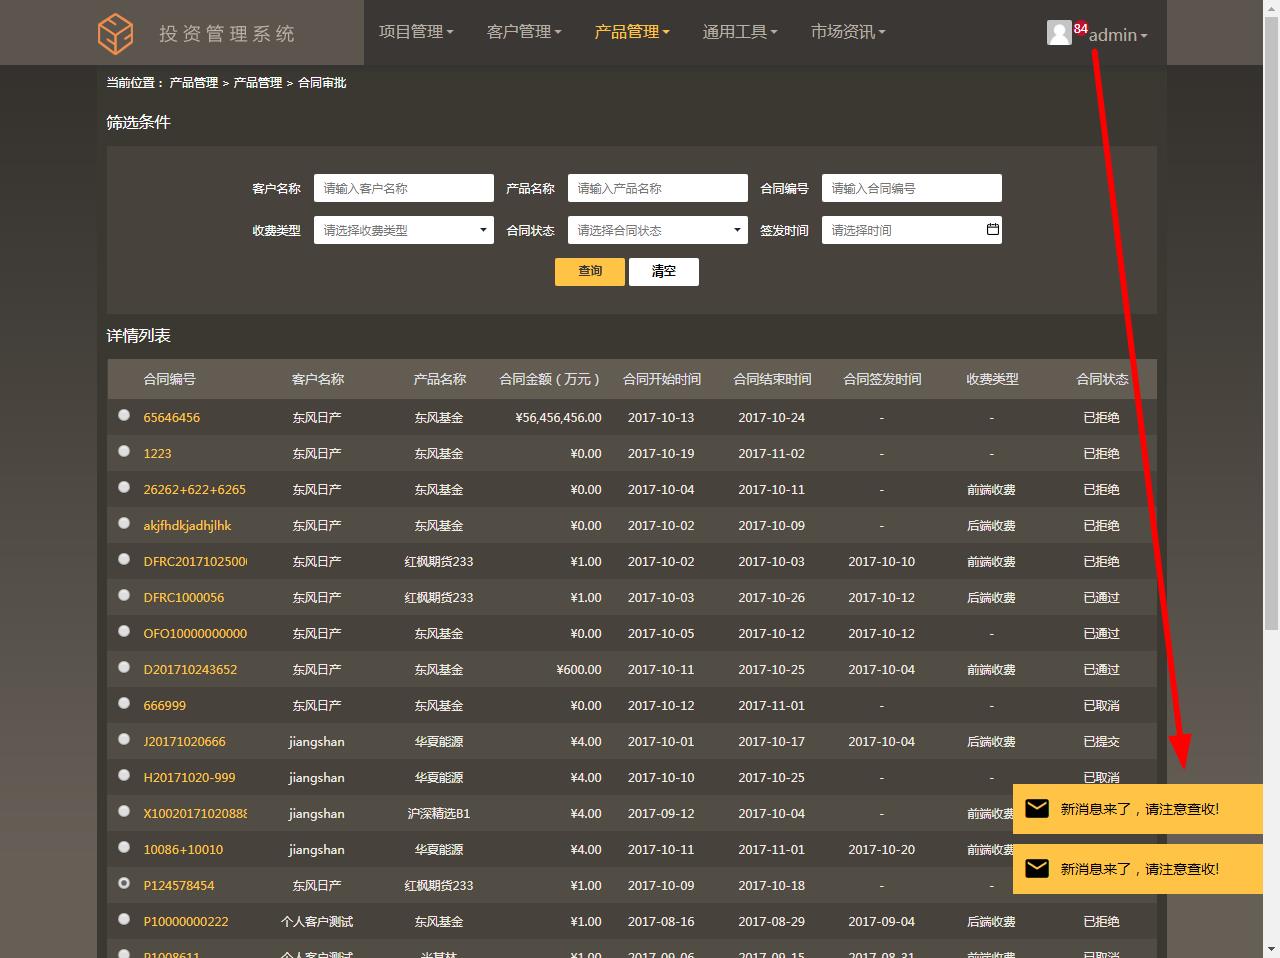 投资管理系统 项目管理 客户管理 产品管理 通用工具 市场资讯 84 admin
当前位置： 产品管理 > 产品管理 > 合同审批
筛选条件
客户名称 请输入客户名称 产品名称 请输入产品名称 合同编号 请输入合同编号
收费类型 请选择收费类型 合同状态 请选择合同状态 签发时间 请选择时间
查询 清空
详情列表
合同编号 客户名称 产品名称 合同金额（万元） 合同开始时间 合同结束时间 合同签发时间 收费类型 合同状态
65646456 东风日产 东风基金 ¥56,456,456.00 2017-10-13 2017-10-24 - - 已拒绝
1223 东风日产 东风基金 ¥0.00 2017-10-19 2017-11-02 - - 已拒绝
26262+622+6265 东风日产 东风基金 ¥0.00 2017-10-04 2017-10-11 - 前端收费 已拒绝
akjfhdkjadhjlhk 东风日产 东风基金 ¥0.00 2017-10-02 2017-10-09 - 后端收费 已拒绝
DFRC2017102500 东风日产 红枫期货233 ¥1.00 2017-10-02 2017-10-03 2017-10-10 前端收费 已拒绝
DFRC1000056 东风日产 红枫期货233 ¥1.00 2017-10-03 2017-10-26 2017-10-12 后端收费 已通过
OFO10000000000 东风日产 东风基金 ¥0.00 2017-10-05 2017-10-12 2017-10-12 - 已通过
D201710243652 东风日产 东风基金 ¥600.00 2017-10-11 2017-10-25 2017-10-04 前端收费 已通过
666999 东风日产 东风基金 ¥0.00 2017-10-12 2017-11-01 - - 已取消
J20171020666 jiangshan 华夏能源 ¥4.00 2017-10-01 2017-10-17 2017-10-04 后端收费 已提交
H20171020-999 jiangshan 华夏能源 ¥4.00 2017-10-10 2017-10-25 - - 已取消
X1002017102088 jiangshan 沪深精选B1 ¥4.00 2017-09-12 2017-10-04 - 前端收费
新消息来了，请注意查收!
10086+10010 jiangshan 华夏能源 ¥4.00 2017-10-11 2017-11-01 2017-10-20 前端收费
新消息来了，请注意查收!
P124578454 东风日产 红枫期货233 ¥1.00 2017-10-09 2017-10-18 - -
P10000000222 个人客户测试 东风基金 ¥1.00 2017-08-16 2017-08-29 2017-09-04 后端收费 已拒绝
P1008611 个人客户测试 ¥1.00 2017-09-06 2017-09-15 2017-08-31 前端收费 已取消